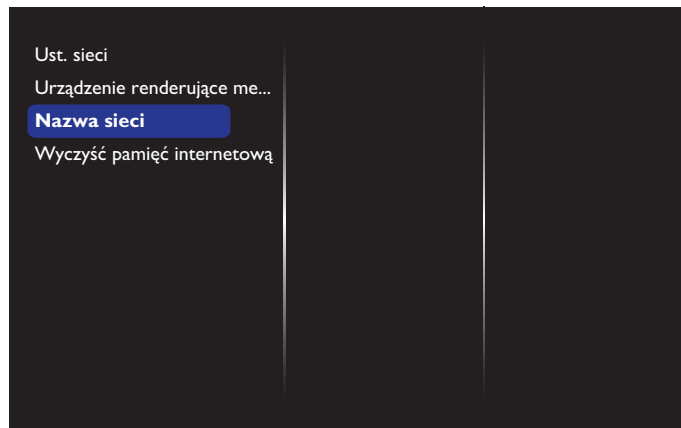 Ust. sieci
Urządzenie renderujące me...
Nazwa sieci
Wyczyść pamięć internetową